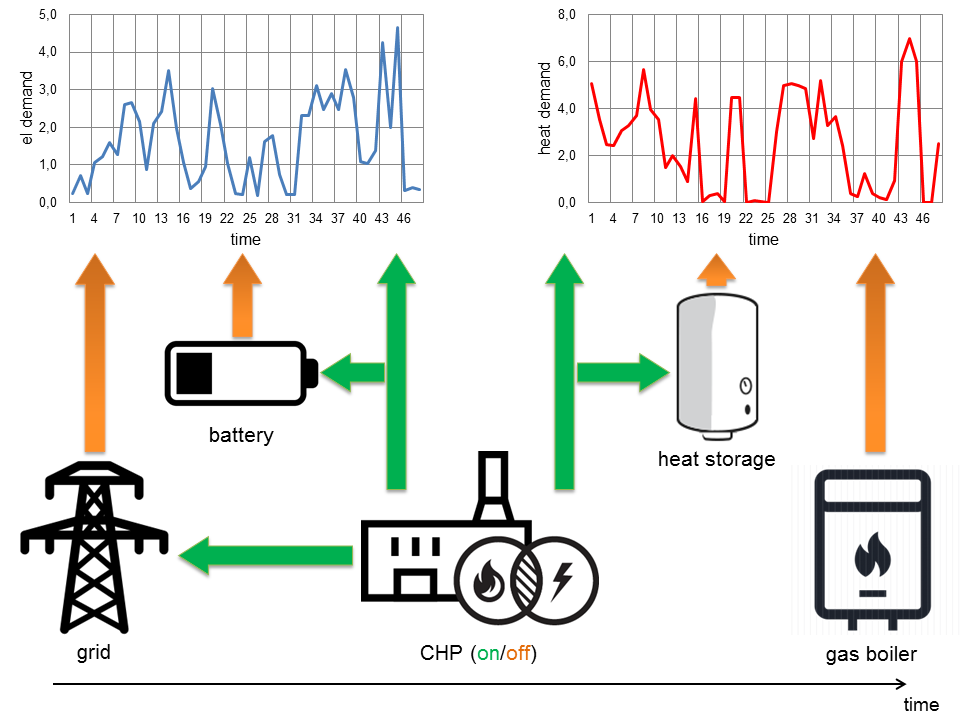 5,0
4,0
3,0
2,0
1,0
0,0
el demand
1 4 7 10 13 16 19 22 25 28 31 34 37 40 43 46
time
8,0
6,0
4,0
2,0
0,0
heat demand
1 4 7 10 13 16 19 22 25 28 31 34 37 40 43 46
time
battery
heat storage
grid
CHP (on/off)
gas boiler
time